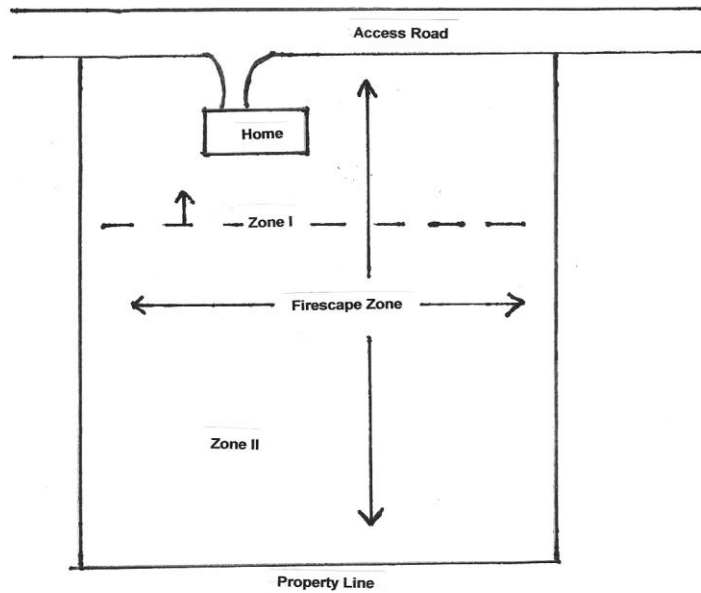 Access Road
Home
Zone I
Firescape Zone
Zone II
Property Line